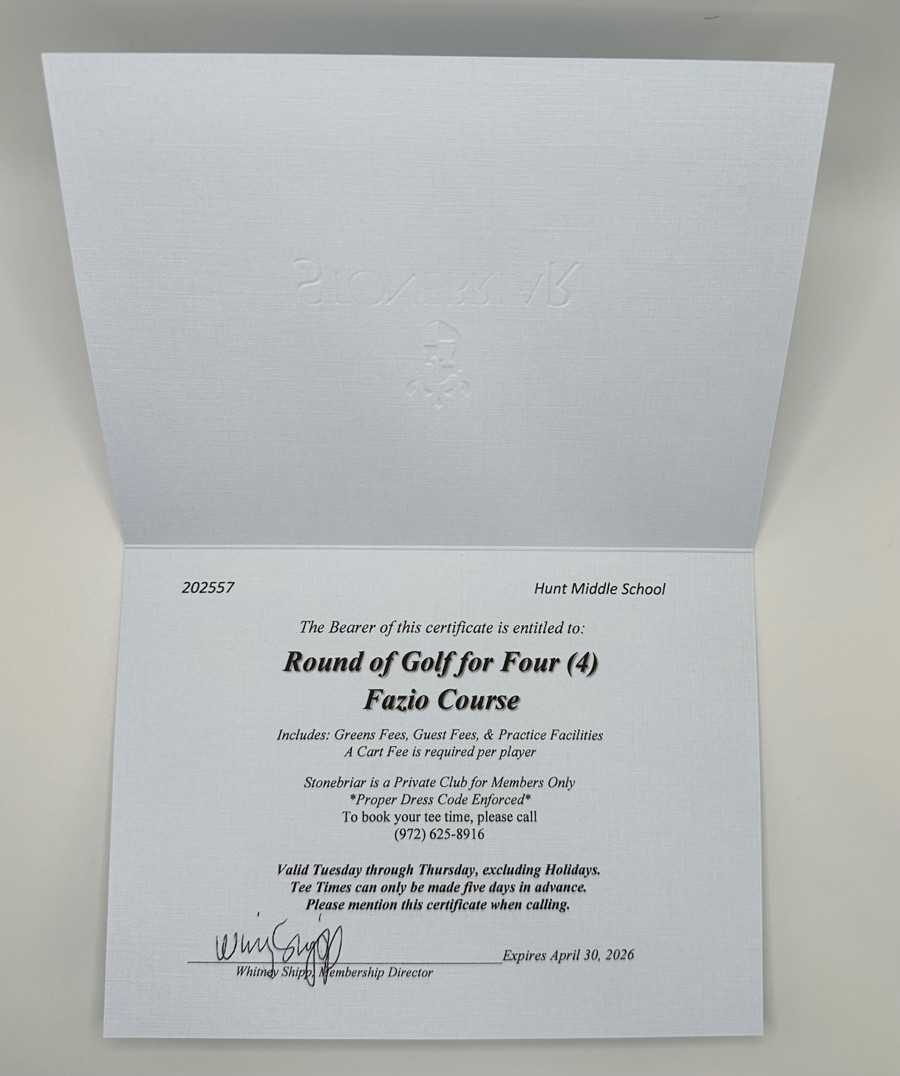 STONEBRIAR
202557 Hunt Middle School
The Bearer of this certificate is entitled to:
Round of Golf for Four (4)
Fazio Course
Includes: Greens Fees, Guest Fees, & Practice Facilities
A Cart Fee is required per player
Stonebriar is a Private Club for Members Only
*Proper Dress Code Enforced*
To book your tee time, please call
(972) 625-8916
Valid Tuesday through Thursday, excluding Holidays.
Tee Times can only be made five days in advance.
Please mention this certificate when calling.
Expires April 30, 2026
Whitney Shipp, Membership Director